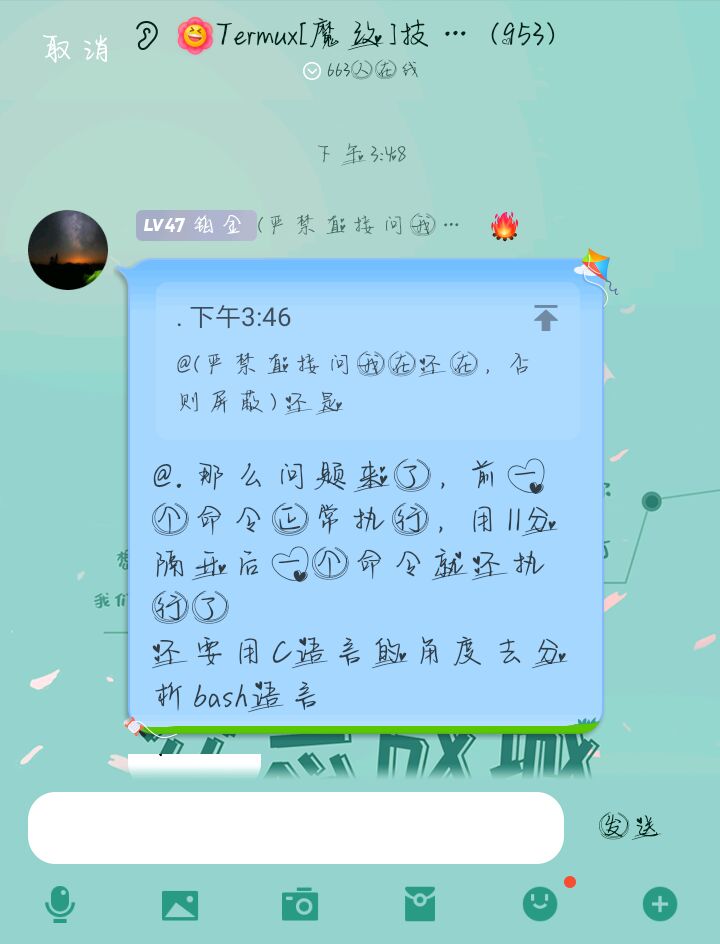 取消
Termux[魔改]技 … (953)
663人在线
下午3:48
LV47 铂金
(严禁直接问我…
. 下午3:46
@(严禁直接问我在还在，否
则屏蔽)还是
@. 那么问题来了，前一
个命令正常执行，用||分
隔开后一个命令就还执
行了
还要用C语言的角度去分
析bash语言
我们
发送